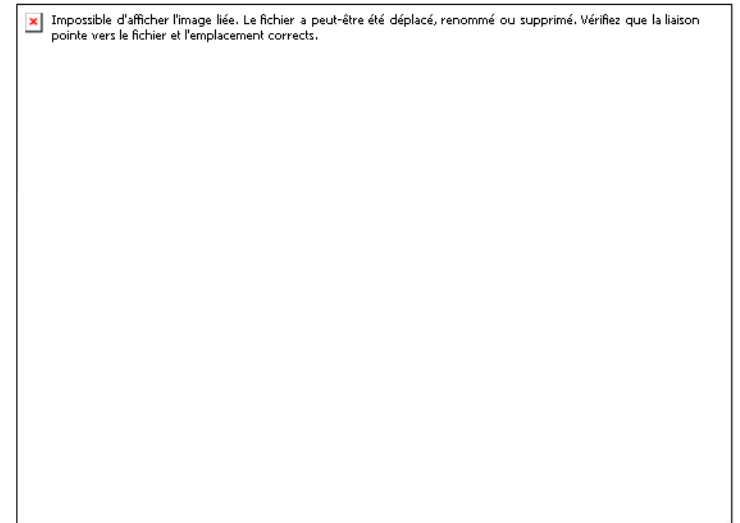 Impossible d'afficher l'image liée. Le fichier a peut-être été déplacé, renommé ou supprimé. Vérifiez que la liaison
pointe vers le fichier et l'emplacement corrects.